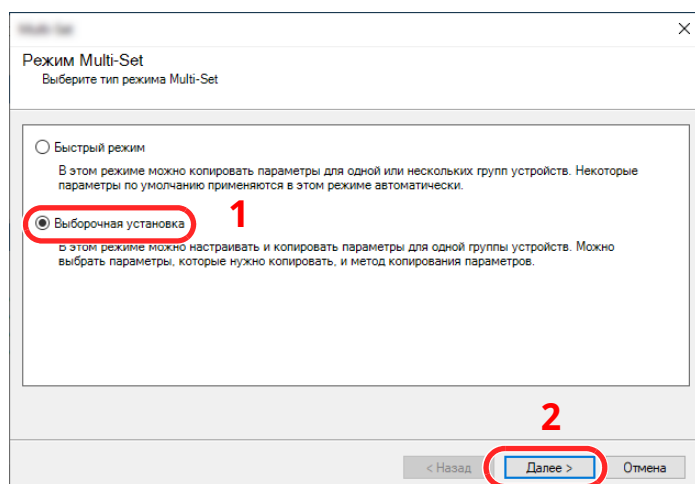 Режим Multi-Set
Выберите тип режима Multi-Set
Быстрый режим
В этом режиме можно копировать параметры для одной или нескольких групп устройств. Некоторые
параметры по умолчанию применяются в этом режиме автоматически.
1
Выборочная установка
В этом режиме можно настраивать и копировать параметры для одной группы устройств. Можно
выбрать параметры, которые нужно копировать, и метод копирования параметров.
2
< Назад
Далее >
Отмена